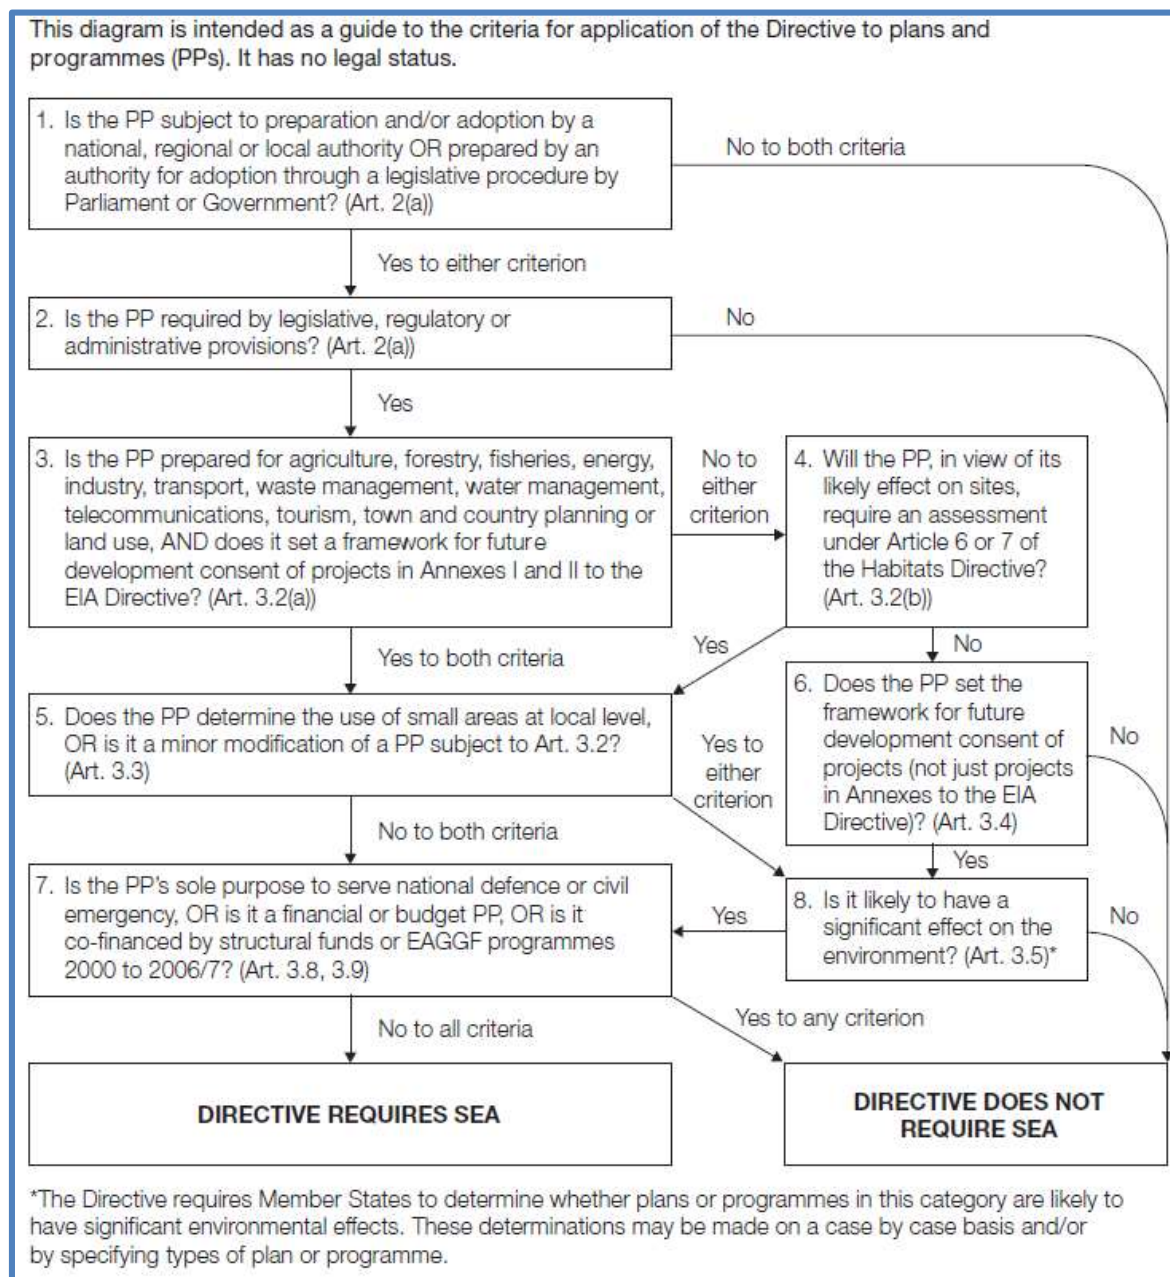 This diagram is intended as a guide to the criteria for application of the Directive to plans and
programmes (PPs). It has no legal status.
1. Is the PP subject to preparation and/or adoption by a
national, regional or local authority OR prepared by an
authority for adoption through a legislative procedure by
Parliament or Government? (Art. 2(a))
No to both criteria
Yes to either criterion
2. Is the PP required by legislative, regulatory or
administrative provisions? (Art. 2(a))
No
Yes
3. Is the PP prepared for agriculture, forestry, fisheries, energy,
industry, transport, waste management, water management,
telecommunications, tourism, town and country planning or
land use, AND does it set a framework for future
development consent of projects in Annexes I and II to the
EIA Directive? (Art. 3.2(a))
No to
either
criterion
4. Will the PP, in view of its
likely effect on sites,
require an assessment
under Article 6 or 7 of
the Habitats Directive?
(Art. 3.2(b))
Yes to both criteria
Yes
No
5. Does the PP determine the use of small areas at local level,
OR is it a minor modification of a PP subject to Art. 3.2?
(Art. 3.3)
Yes to
either
criterion
6. Does the PP set the
framework for future
development consent of
projects (not just projects
in Annexes to the EIA
Directive)? (Art. 3.4)
No
No to both criteria
Yes
7. Is the PP's sole purpose to serve national defence or civil
emergency, OR is it a financial or budget PP, OR is it
co-financed by structural funds or EAGGF programmes
2000 to 2006/7? (Art. 3.8, 3.9)
Yes
8. Is it likely to have a
significant effect on the
environment? (Art. 3.5)*
No
No to all criteria
Yes to any criterion
DIRECTIVE REQUIRES SEA
DIRECTIVE DOES NOT
REQUIRE SEA
*The Directive requires Member States to determine whether plans or programmes in this category are likely to
have significant environmental effects. These determinations may be made on a case by case basis and/or
by specifying types of plan or programme.